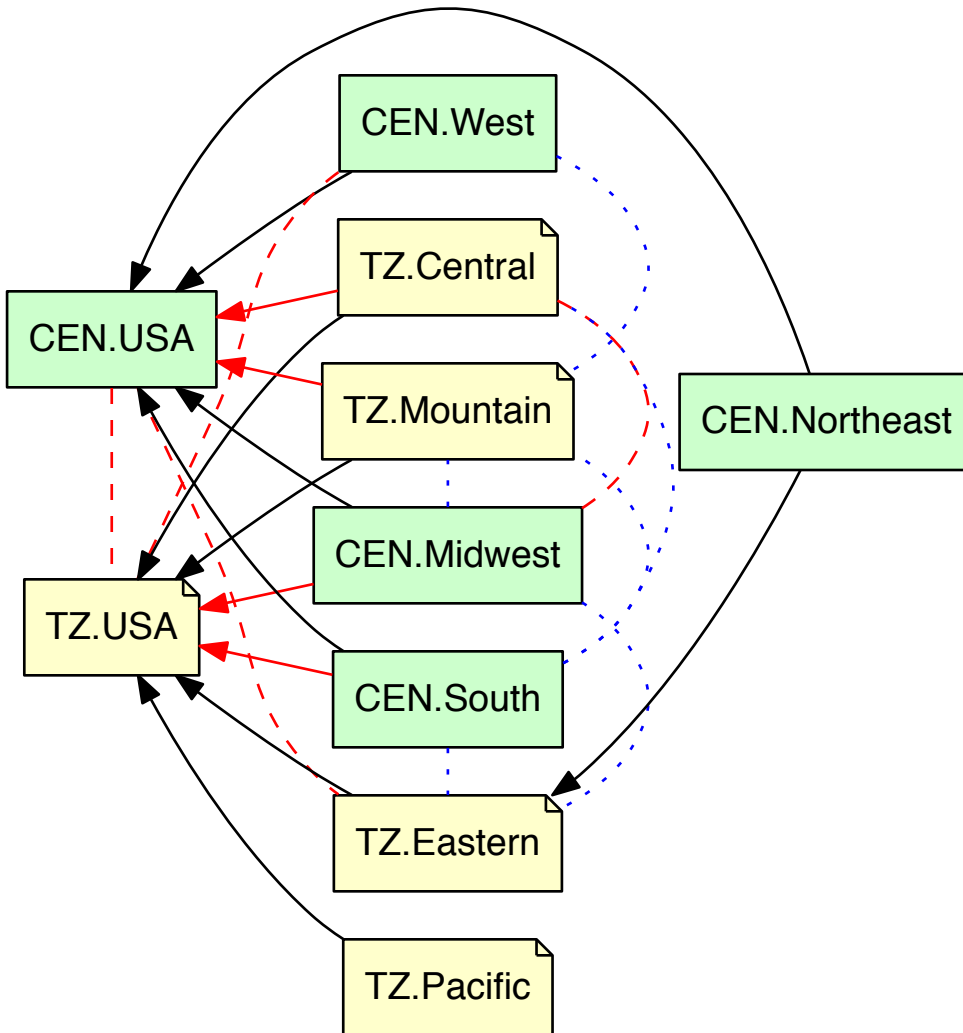 CEN.West
TZ.Central
CEN.USA
TZ.Mountain
CEN.Northeast
CEN.Midwest
TZ.USA
CEN.South
TZ.Eastern
TZ.Pacific